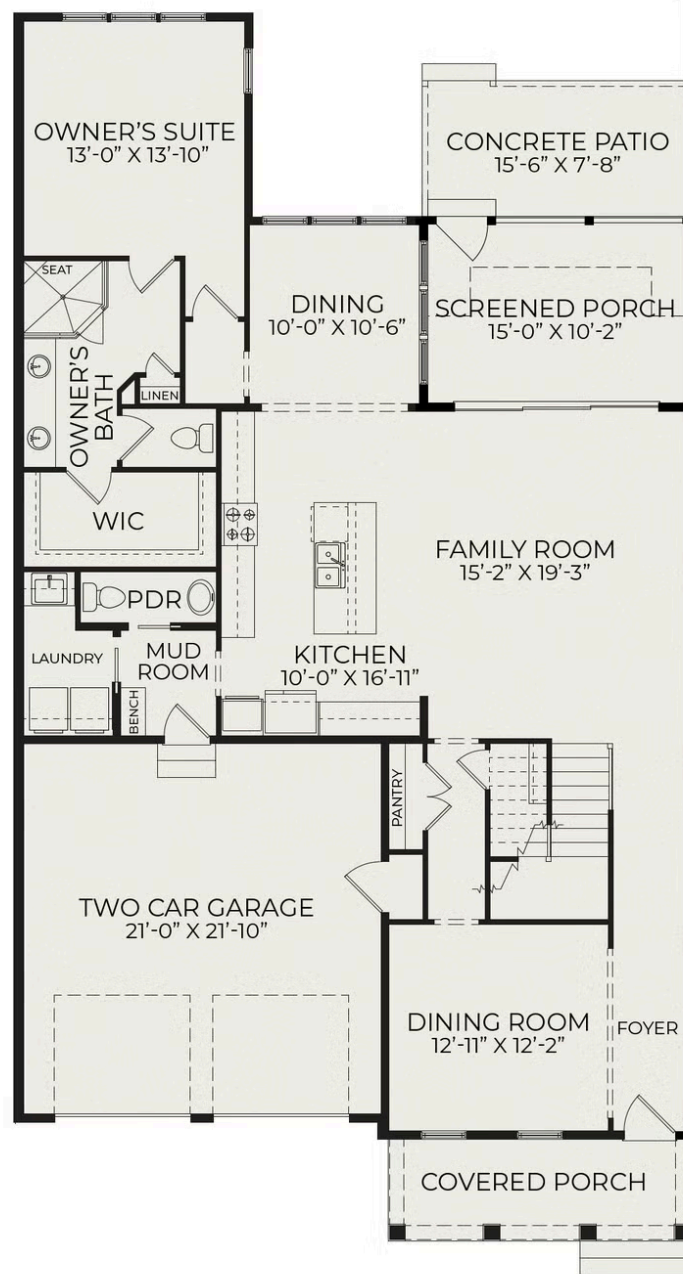 OWNER'S SUITE
13'-0" X 13'-10"
CONCRETE PATIO
15'-6" X 7'-8"
SEAT
DINING
10'-0" X 10'-6"
SCREENED PORCH
15'-0" X 10'-2"
OWNER'S
BATH
LINEN
WIC
FAMILY ROOM
15'-2" X 19'-3"
PDR
LAUNDRY
MUD
ROOM
KITCHEN
10'-0" X 16'-11"
BENCH
PANTRY
TWO CAR GARAGE
21'-0" X 21'-10"
DINING ROOM
12'-11" X 12'-2"
FOYER
COVERED PORCH